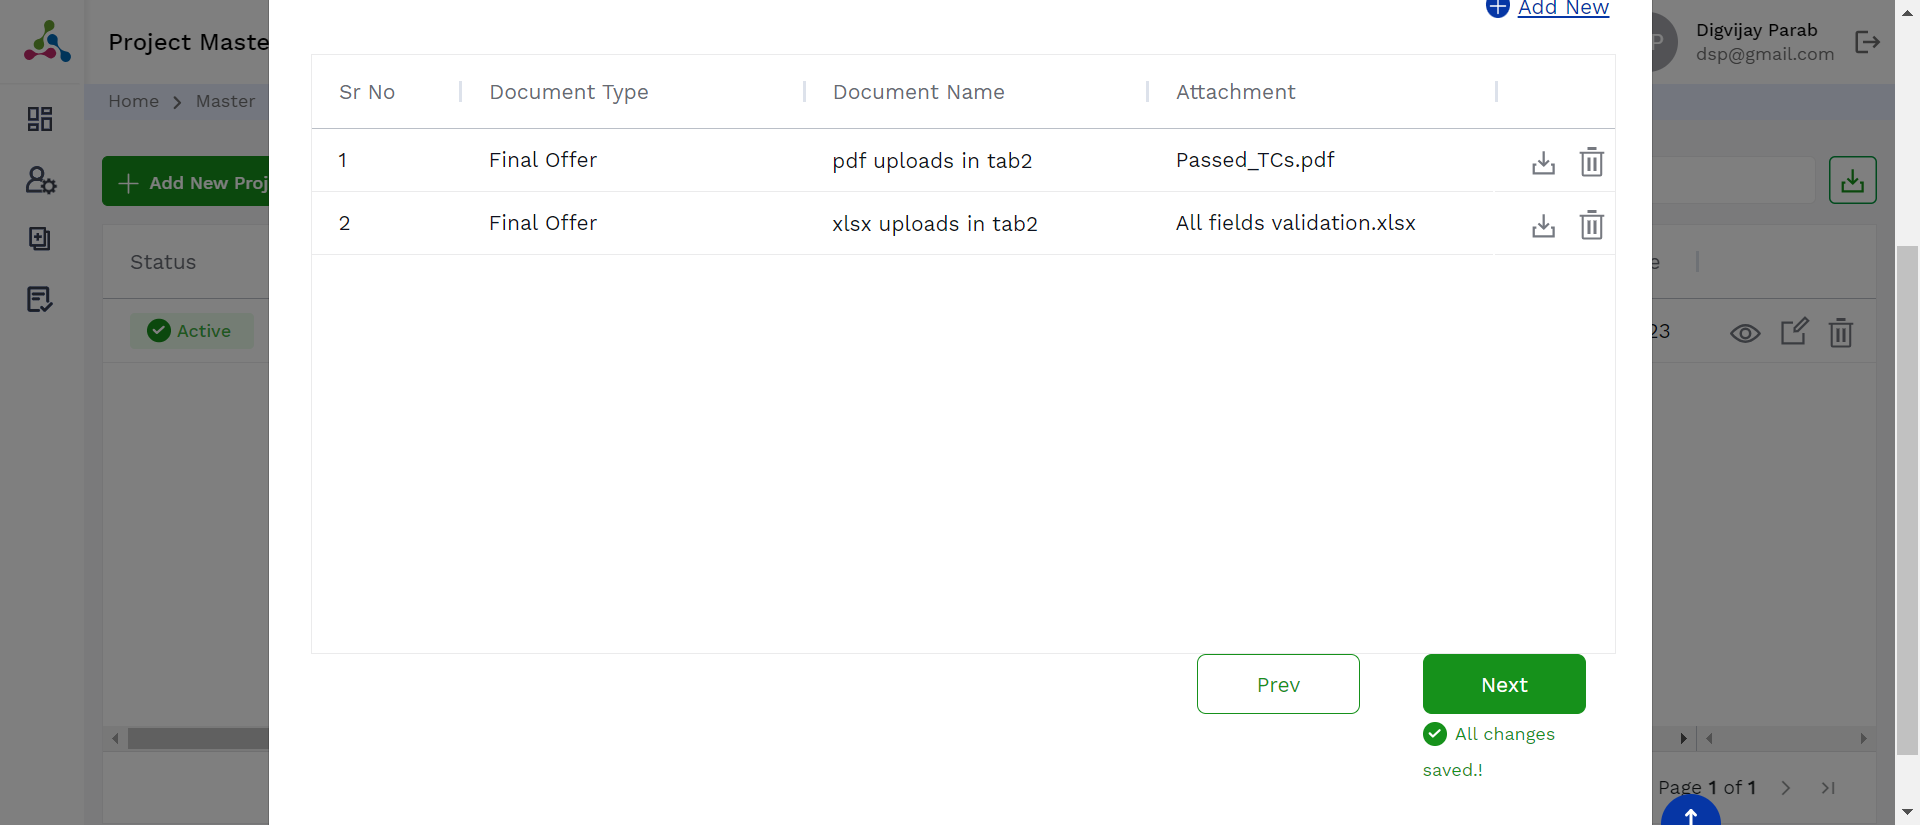 Add New
Project Maste
Digvijay Parab
P
dsp@gmail.com
Home
Master
Sr No
Document Type
Document Name
Attachment
1
Final Offer
pdf uploads in tab2
Passed_TCs.pdf
Add New Proj
2
Final Offer
xlsx uploads in tab2
All fields validation.xlsx
Status
e
Active
23
Prev
Next
All changes
saved.!
Page 1 of 1